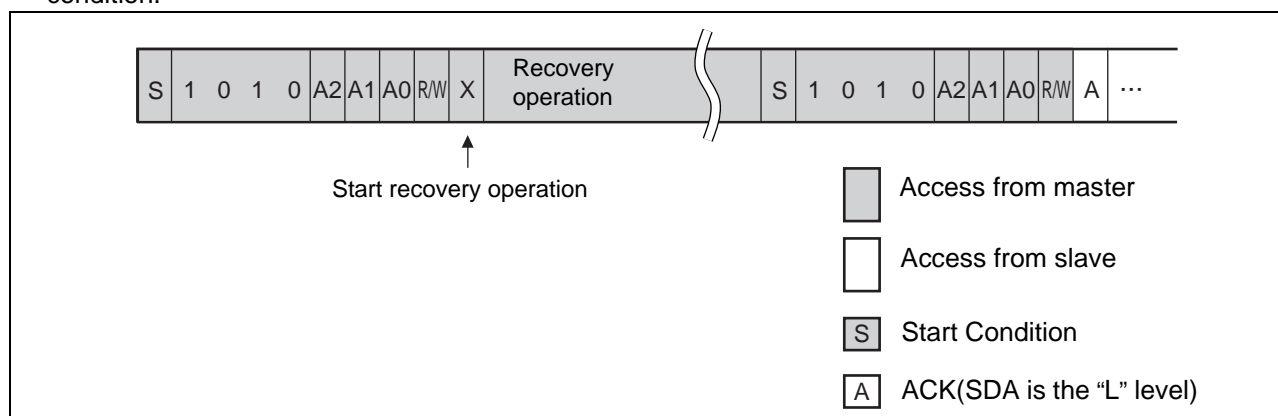 condition.
S 1 0 1 0 A2 A1 A0 R/W X Recovery operation S 1 0 1 0 A2 A1 A0 R/W A ...
Start recovery operation
Access from master
Access from slave
S Start Condition
A ACK(SDA is the “L” level)